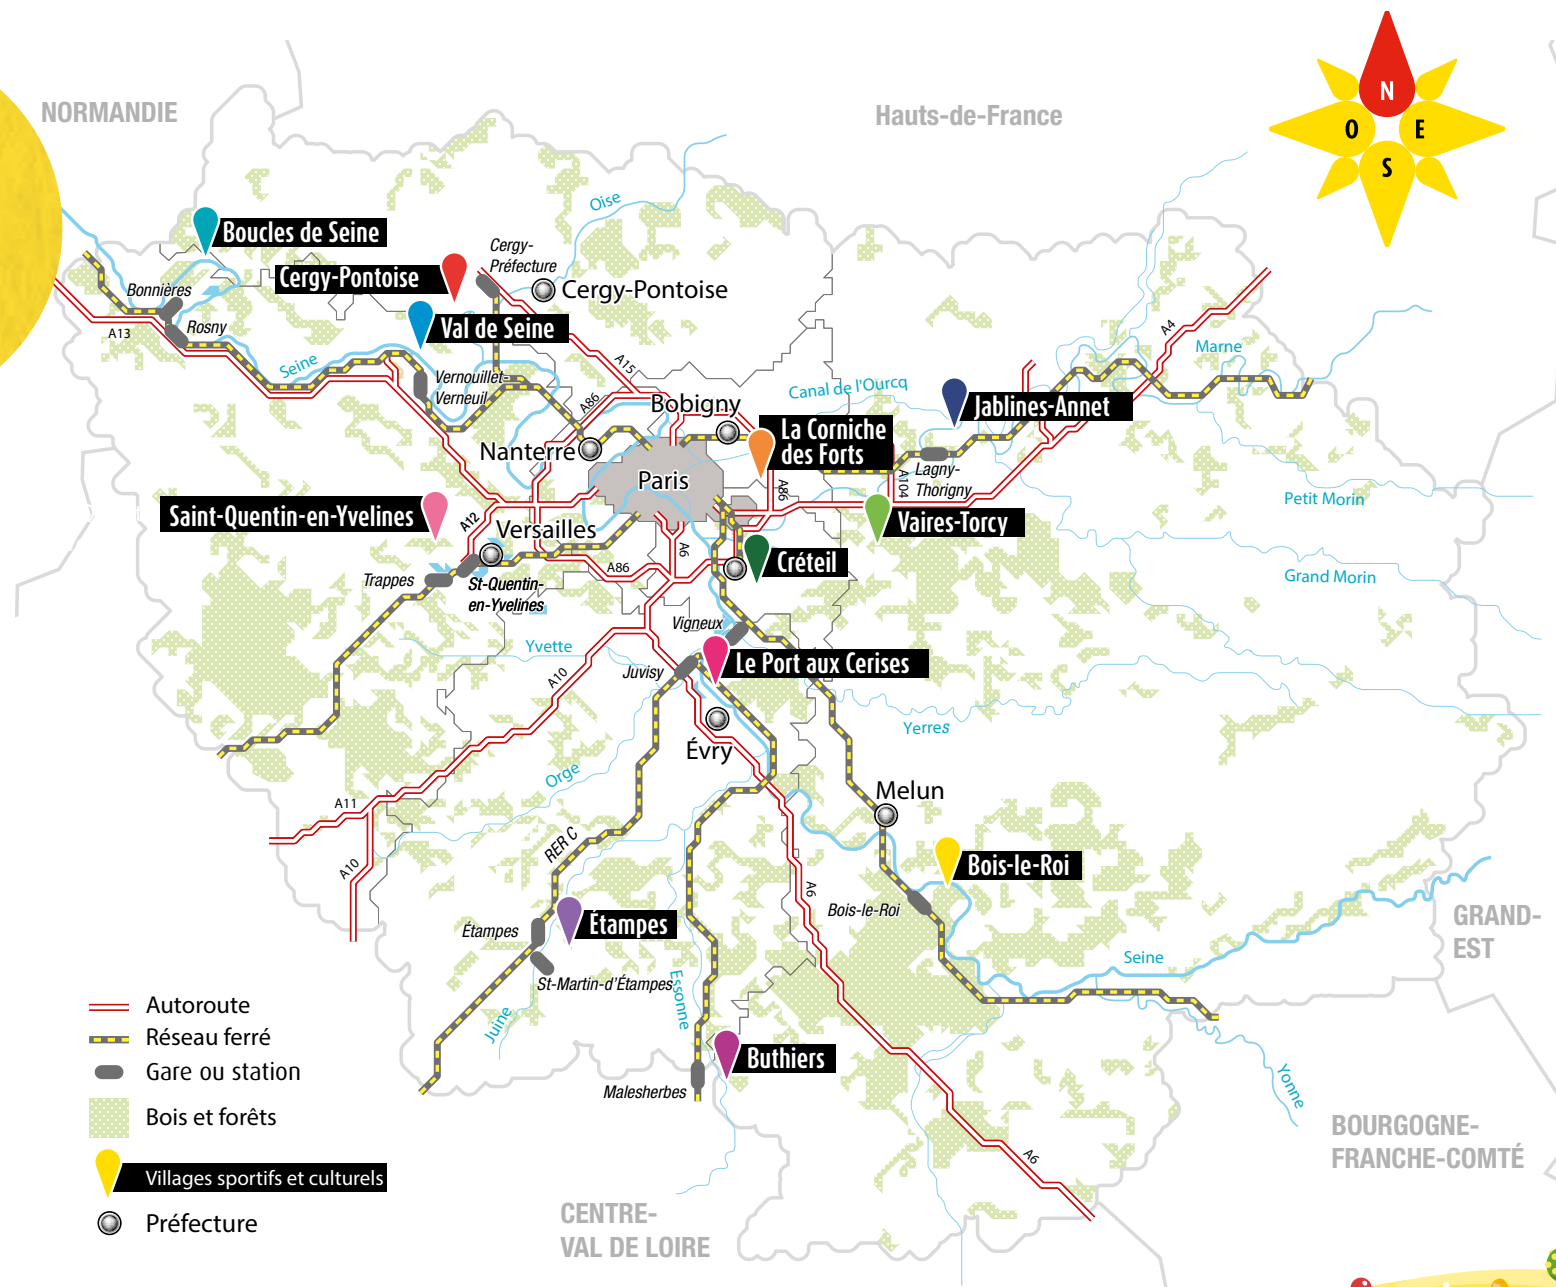 NORMANDIE
Hauts-de-France
N
O
E
S
Oise
Boucles de Seine
Cergy-
Préfecture
Cergy-Pontoise
Cergy-Pontoise
Bonnières
Rosny
A13
Val de Seine
Seine
A15
Vernouillet-
Verneuil
A86
Canal de l'Ourcq
A4
Marne
Bobigny
Jablines-Annet
La Corniche
des Forts
Nanterre
Paris
A86
A104
Lagny-
Thorigny
Petit Morin
Saint-Quentin-en-Yvelines
A12
Versailles
Vaires-Torcy
A6
A86
Créteil
Grand Morin
Trappes
St-Quentin-
en-Yvelines
Vigneux
Yvette
Juvisy
Le Port aux Cerises
A10
Yerres
Évry
Orge
A11
Melun
RER C
A10
A6
Bois-le-Roi
Bois-le-Roi
Étampes
Étampes
GRAND-
EST
Seine
St-Martin-d'Étampes
Essonne
Juine
Buthiers
Malesherbes
Yonne
BOURGOGNE-
FRANCHE-COMTÉ
A6
CENTRE-
VAL DE LOIRE
Autoroute
Réseau ferré
Gare ou station
Bois et forêts
Villages sportifs et culturels
Préfecture